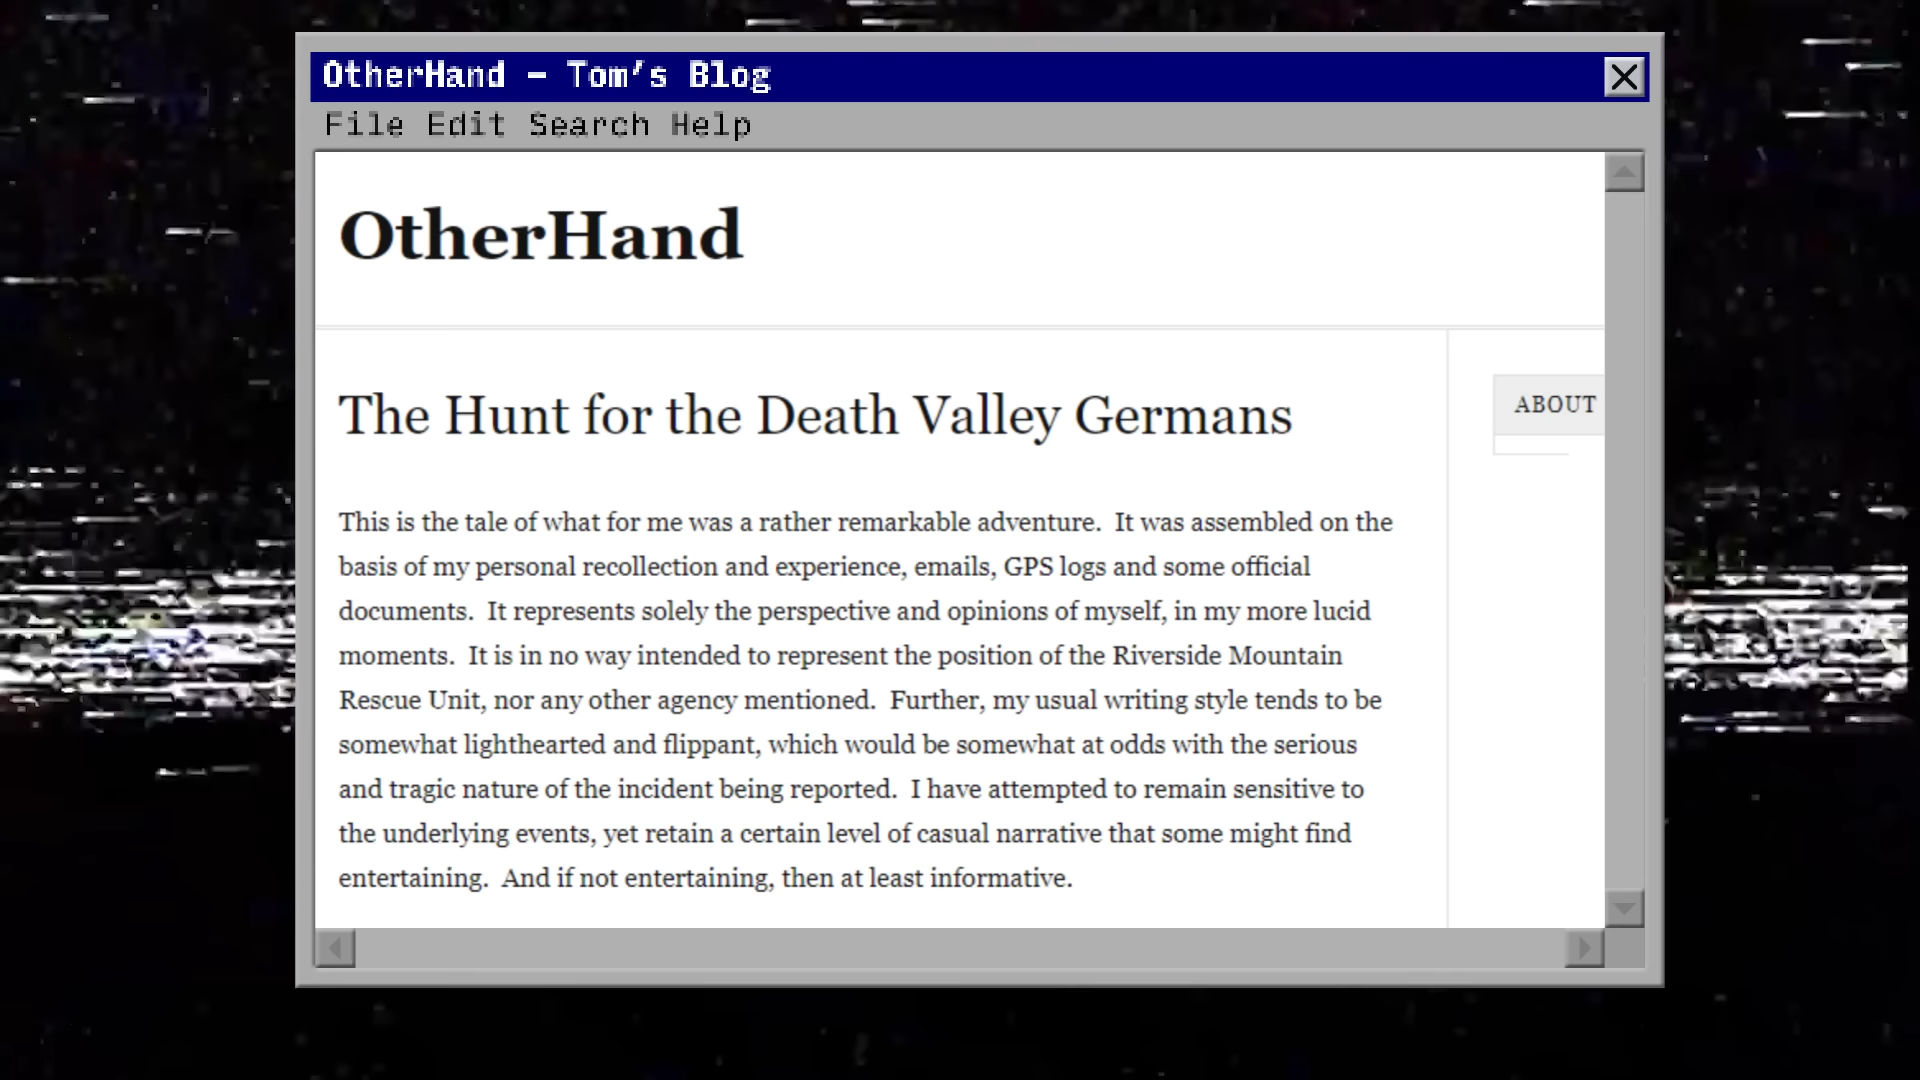 OtherHand – Tom's Blog
File Edit Search Help
OtherHand
The Hunt for the Death Valley Germans
ABOUT
This is the tale of what for me was a rather remarkable adventure.  It was assembled on the
basis of my personal recollection and experience, emails, GPS logs and some official
documents.  It represents solely the perspective and opinions of myself, in my more lucid
moments.  It is in no way intended to represent the position of the Riverside Mountain
Rescue Unit, nor any other agency mentioned.  Further, my usual writing style tends to be
somewhat lighthearted and flippant, which would be somewhat at odds with the serious
and tragic nature of the incident being reported.  I have attempted to remain sensitive to
the underlying events, yet retain a certain level of casual narrative that some might find
entertaining.  And if not entertaining, then at least informative.